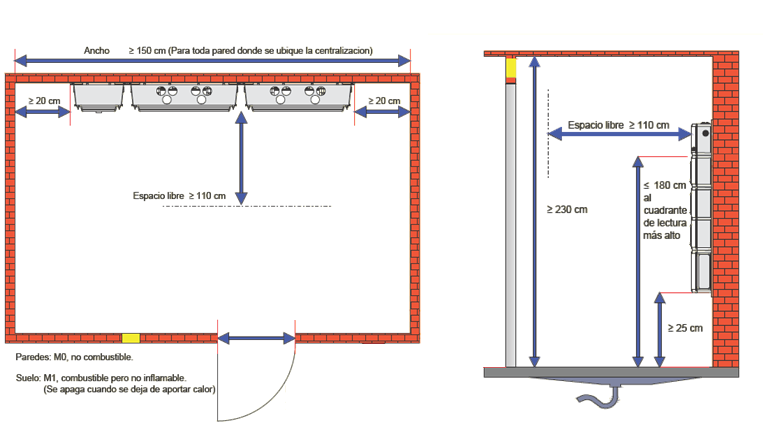 Ancho ≥ 150 cm (Para toda pared donde se ubique la centralizacion)
≥ 20 cm
≥ 20 cm
Espacio libre ≥ 110 cm
Paredes: M0, no combustible.
Suelo: M1, combustible pero no inflamable.
(Se apaga cuando se deja de aportar calor)
Espacio libre ≥ 110 cm
≥ 230 cm
≤ 180 cm
al
cuadrante
de lectura
más alto
≥ 25 cm